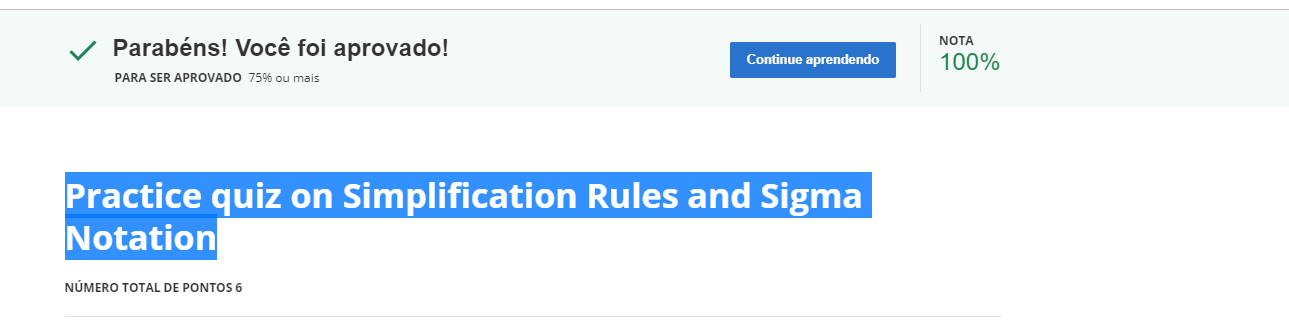 Parabéns! Você foi aprovado!
PARA SER APROVADO 75% ou mais
Continue aprendendo
NOTA
100%
Practice quiz on Simplification Rules and Sigma
Notation
NÚMERO TOTAL DE PONTOS 6